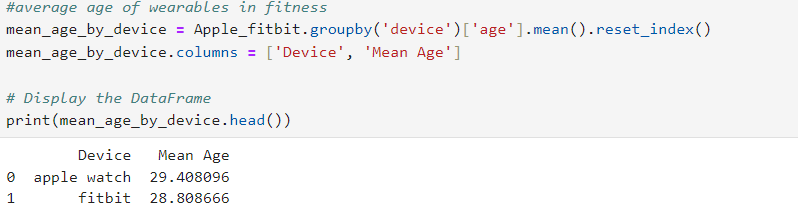 #average age of wearables in fitness
mean_age_by_device = Apple_fitbit.groupby('device')['age'].mean().reset_index()
mean_age_by_device.columns = ['Device', 'Mean Age']
# Display the DataFrame
print(mean_age_by_device.head())
Device Mean Age
0 apple watch 29.408096
1 fitbit 28.808666